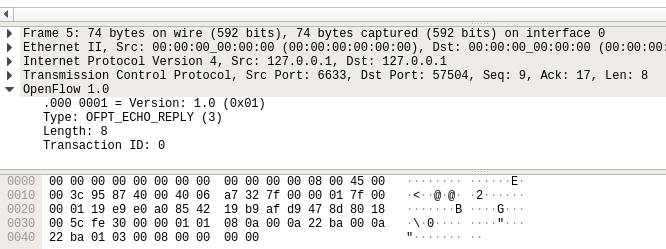 Frame 5: 74 bytes on wire (592 bits), 74 bytes captured (592 bits) on interface 0
Ethernet II, Src: 00:00:00_00:00:00 (00:00:00:00:00:00), Dst: 00:00:00_00:00:00 (00:00:00:
Internet Protocol Version 4, Src: 127.0.0.1, Dst: 127.0.0.1
Transmission Control Protocol, Src Port: 6633, Dst Port: 57504, Seq: 9, Ack: 17, Len: 8
OpenFlow 1.0
.000 0001 = Version: 1.0 (0x01)
Type: OFPT_ECHO_REPLY (3)
Length: 8
Transaction ID: 0
0000 00 00 00 00 00 00 00 00 00 00 00 00 08 00 45 00 ········ ······E·
0010 00 3c 95 87 40 00 40 06 a7 32 7f 00 00 01 7f 00 ·<··@·@· ·2······
0020 00 01 19 e9 e0 a0 85 42 19 b9 af d9 47 8d 80 18 ·······B ····G···
0030 00 5c fe 30 00 00 01 01 08 0a 00 0a 22 ba 00 0a ·\·0···· ····"···
0040 22 ba 01 03 00 08 00 00 00 00 "······· ··